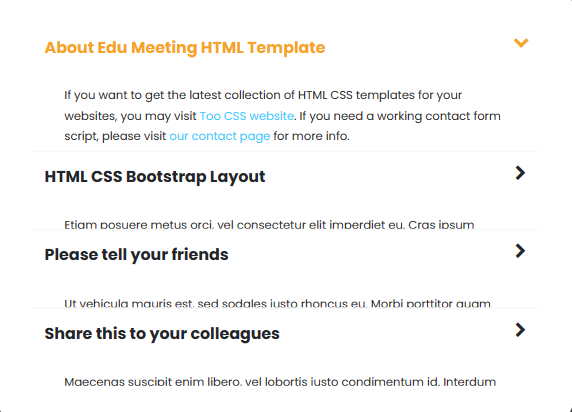 About Edu Meeting HTML Template
If you want to get the latest collection of HTML CSS templates for your
websites, you may visit Too CSS website. If you need a working contact form
script, please visit our contact page for more info.
HTML CSS Bootstrap Layout
Etiam posuere metus orci, vel consectetur elit imperdiet eu. Cras ipsum
Please tell your friends
Ut vehicula mauris est, sed sodales justo rhoncus eu. Morbi porttitor quam
Share this to your colleagues
Maecenas suscipit enim libero, vel lobortis justo condimentum id. Interdum